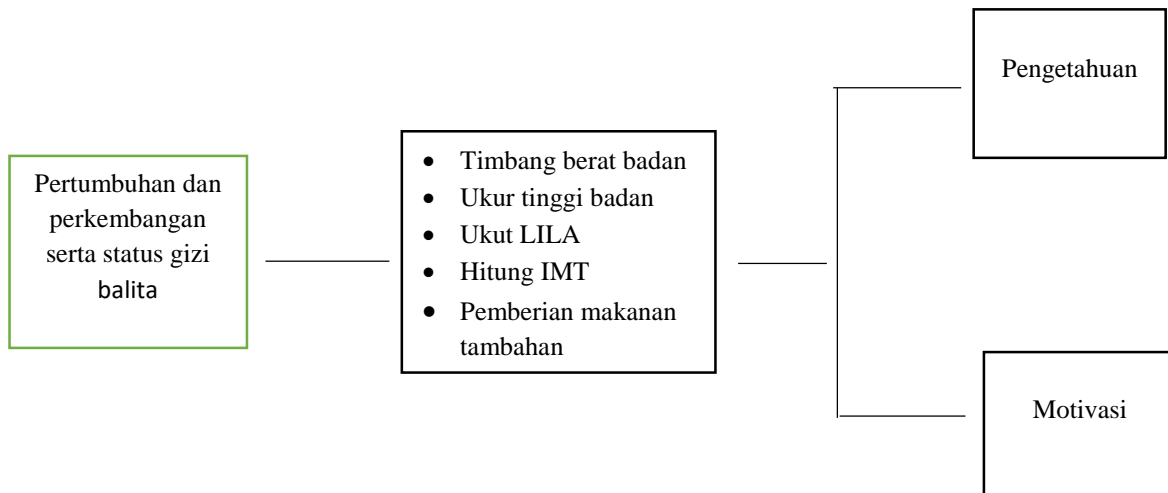 Pertumbuhan dan
perkembangan
serta status gizi
balita
• Timbang berat badan
• Ukur tinggi badan
• Ukut LILA
• Hitung IMT
• Pemberian makanan
tambahan
Pengetahuan
Motivasi